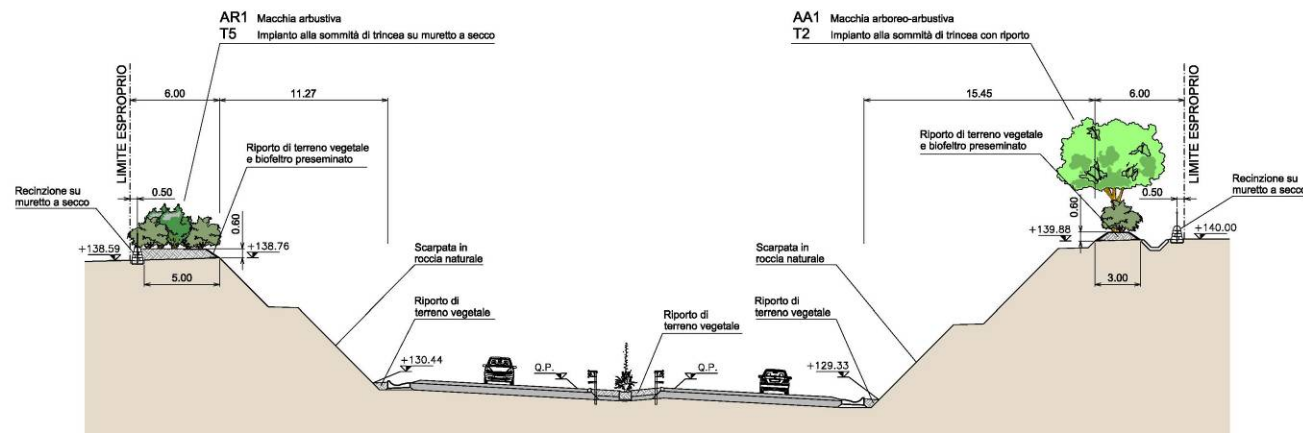 AR1 Macchia arbustiva
T5 Impianto alla sommità di trincea su muretto a secco
AA1 Macchia arboreo-arbustiva
T2 Impianto alla sommità di trincea con riporto
LIMITE ESPROPRIO
6.00
11.27
15.45
6.00
LIMITE ESPROPRIO
Riporto di terreno vegetale
e biofeltro preseminato
Riporto di terreno vegetale
e biofeltro preseminato
Recinzione su
muretto a secco
0.50
0.60
0.50
0.60
Recinzione su
muretto a secco
+138.59
+138.76
+139.88
+140.00
5.00
3.00
Scarpata in
roccia naturale
Scarpata in
roccia naturale
Riporto di
terreno vegetale
Riporto di
terreno vegetale
Riporto di
terreno vegetale
+130.44
Q.P.
Q.P.
+129.33